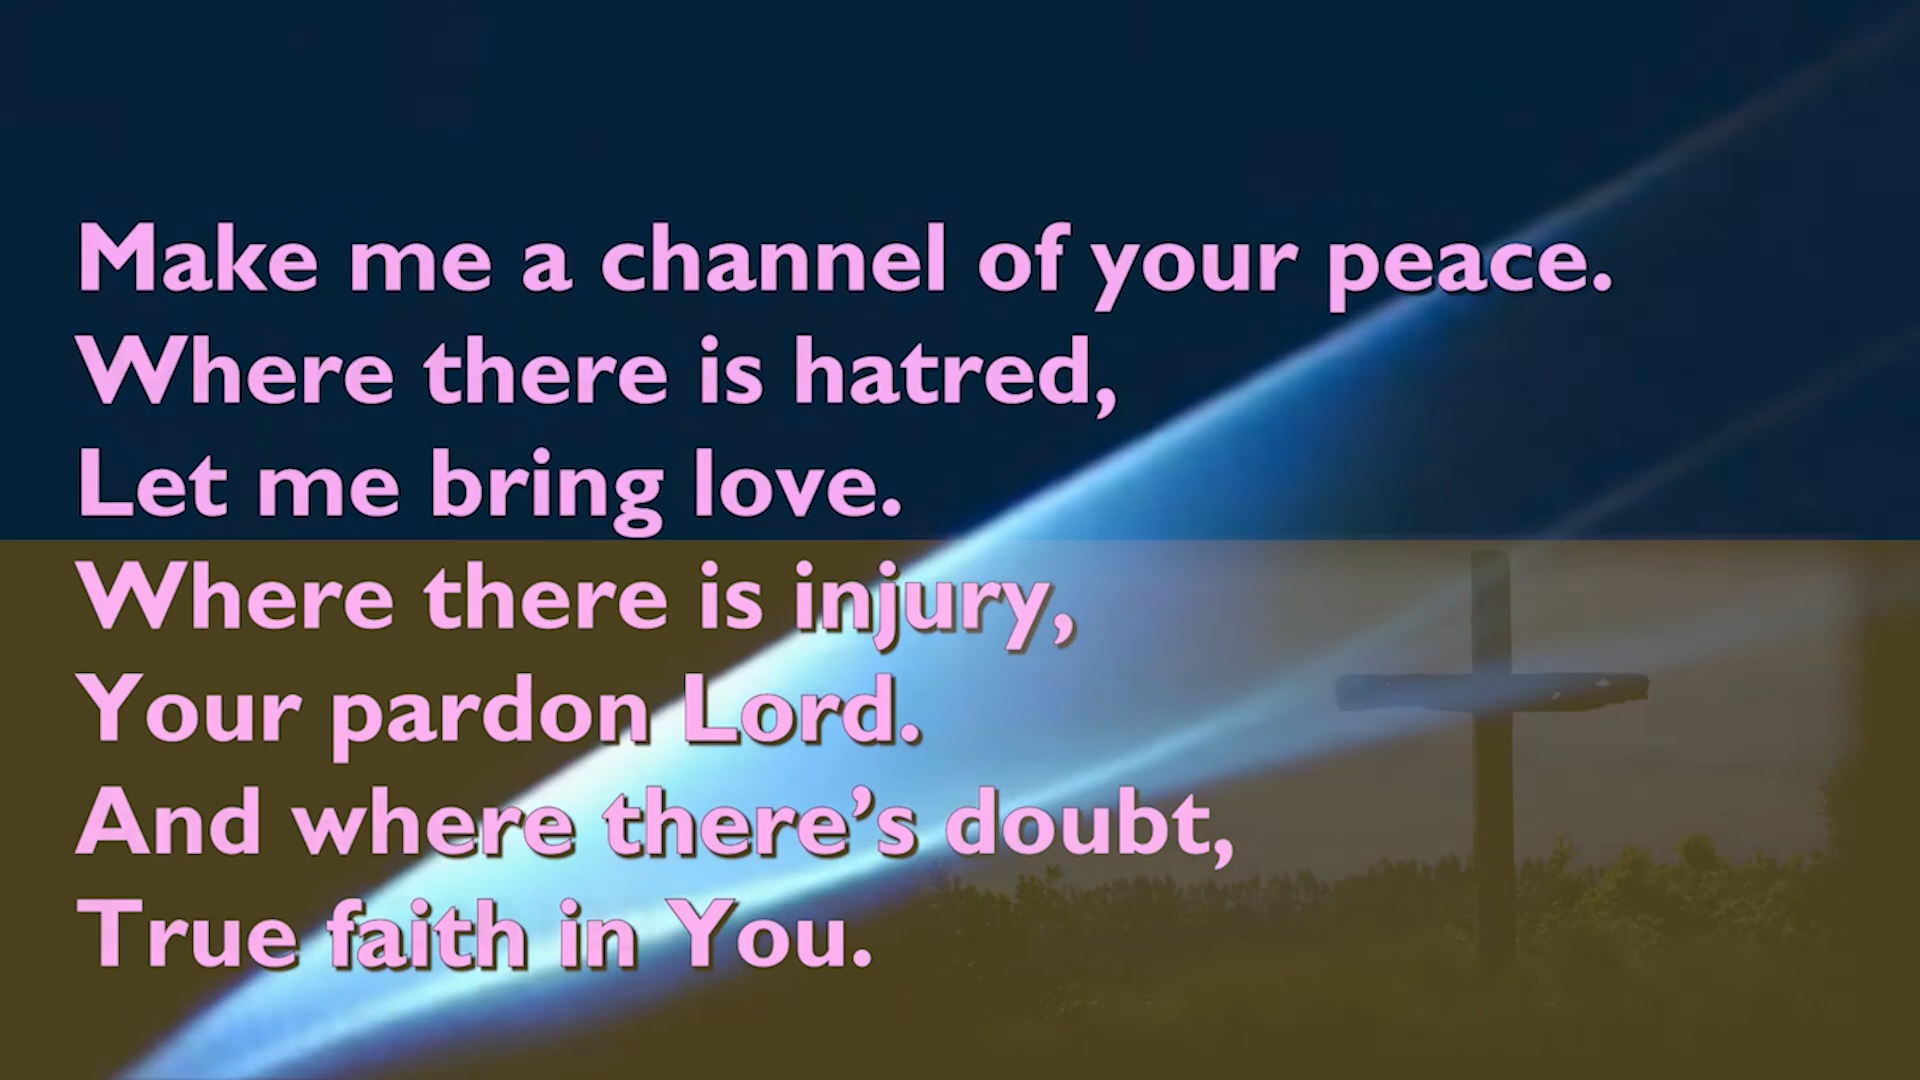 Make me a channel of your peace.
Where there is hatred,
Let me bring love.
Where there is injury,
Your pardon Lord.
And where there’s doubt,
True faith in You.